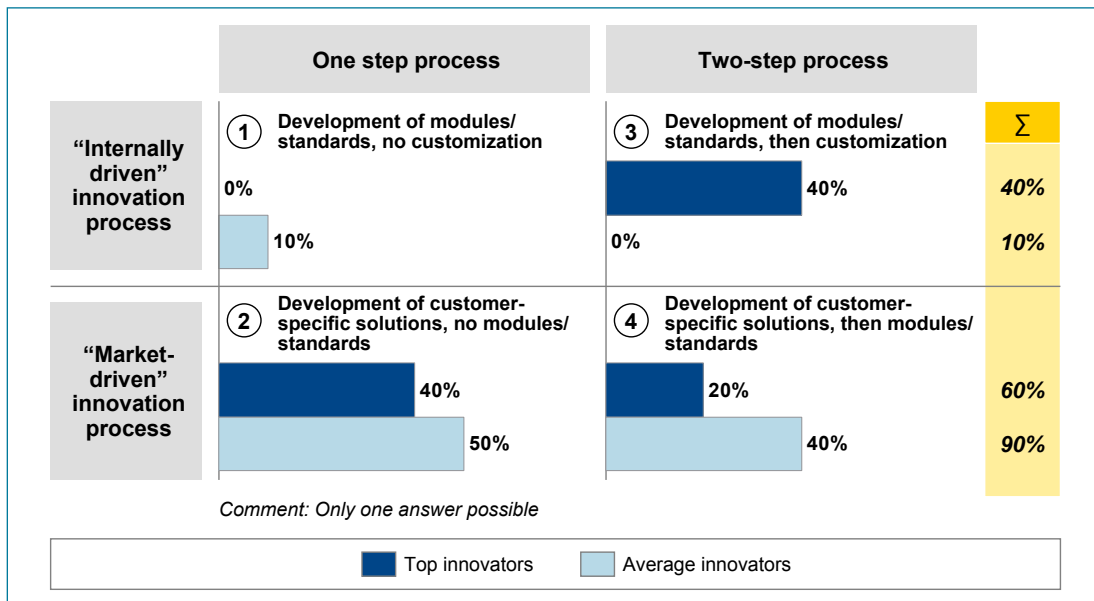 One step process
Two-step process
“Internally
driven”
innovation
process
1
Development of modules/
standards, no customization
0%
10%
3
Development of modules/
standards, then customization
40%
0%
∑
40%
10%
“Market-
driven”
innovation
process
2
Development of customer-
specific solutions, no modules/
standards
40%
50%
4
Development of customer-
specific solutions, then modules/
standards
20%
40%
60%
90%
Comment: Only one answer possible
Top innovators
Average innovators